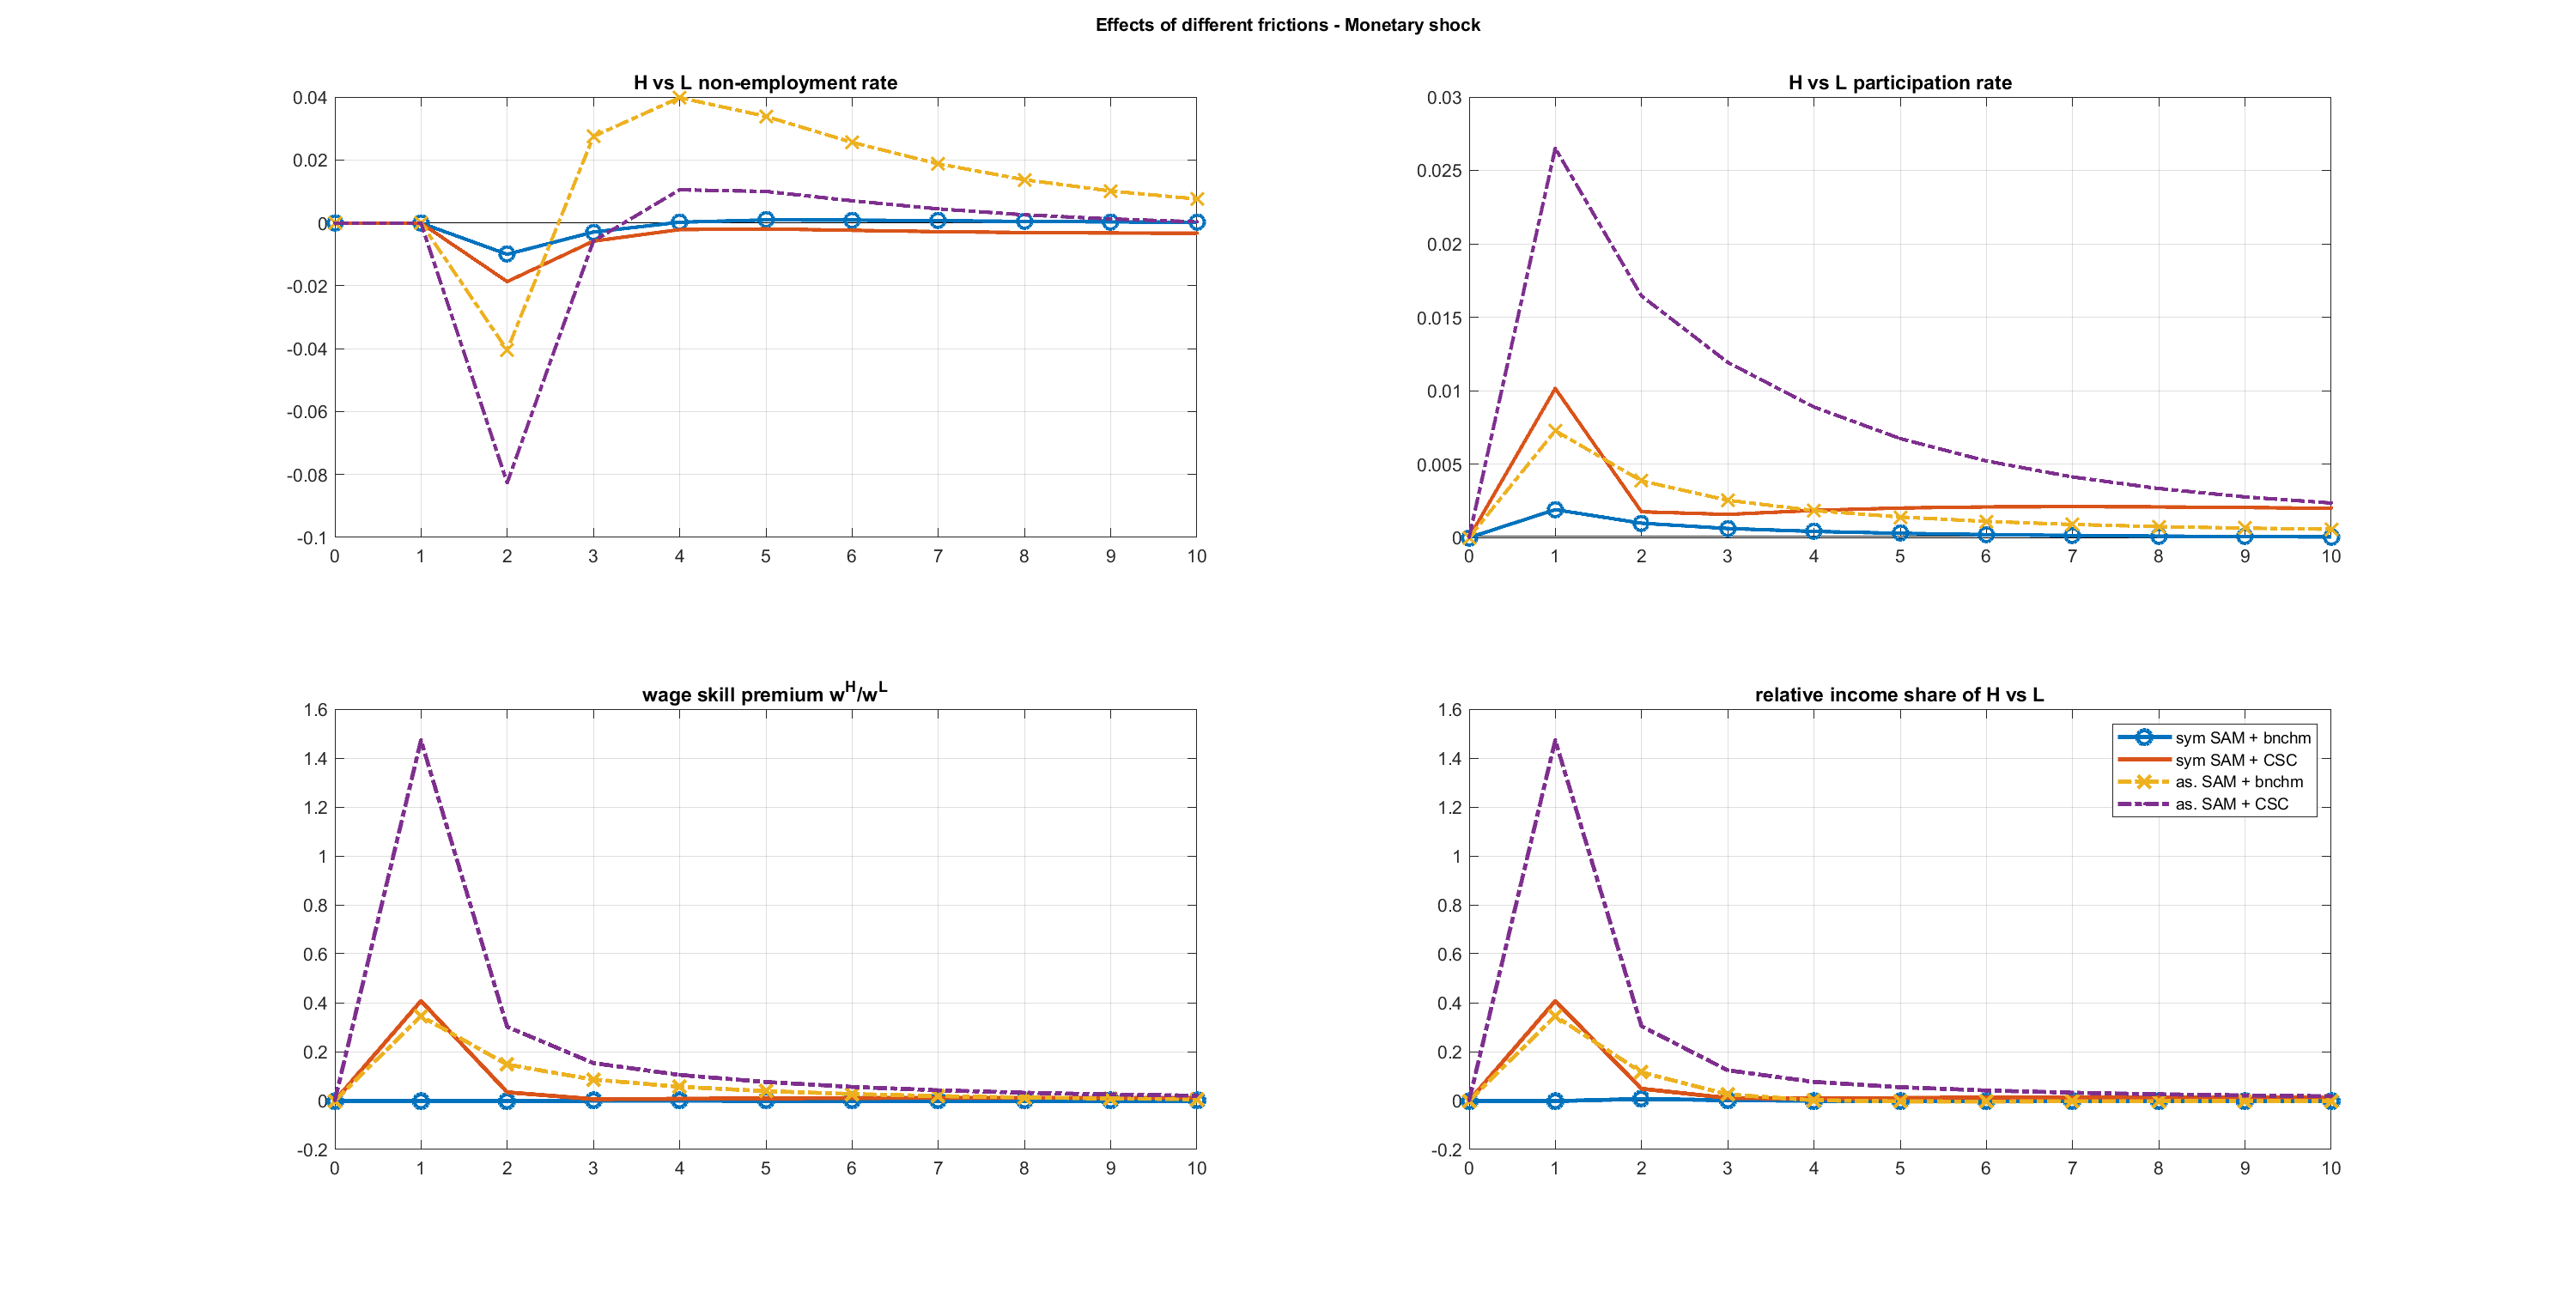 Effects of different frictions - Monetary shock
H vs L non-employment rate
0.04
0.02
0
-0.02
-0.04
-0.06
-0.08
-0.1
0 1 2 3 4 5 6 7 8 9 10
H vs L participation rate
0.03
0.025
0.02
0.015
0.01
0.005
0
0 1 2 3 4 5 6 7 8 9 10
wage skill premium w^H/w^L
1.6
1.4
1.2
1
0.8
0.6
0.4
0.2
0
-0.2
0 1 2 3 4 5 6 7 8 9 10
relative income share of H vs L
1.6
1.4
1.2
1
0.8
0.6
0.4
0.2
0
-0.2
0 1 2 3 4 5 6 7 8 9 10
sym SAM + bnchm
sym SAM + CSC
as. SAM + bnchm
as. SAM + CSC